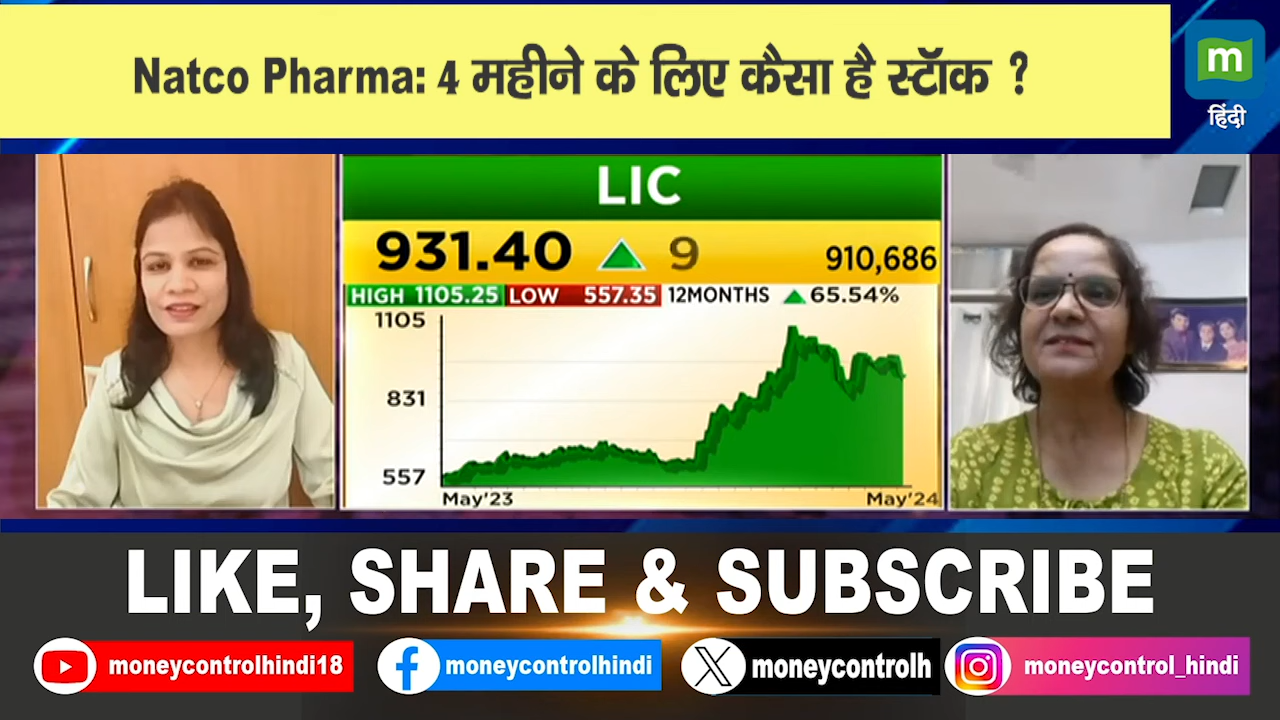 Natco Pharma: 4 महीने के लिए कैसा है स्टॉक ?
m
हिंदी
LIC
931.40 ▲ 9 910,686
HIGH 1105.25 LOW 557.35 12MONTHS ▲ 65.54%
1105
831
557
May'23 May'24
LIKE, SHARE & SUBSCRIBE
moneycontrolhindi18 moneycontrolhindi moneycontrolh moneycontrol_hindi